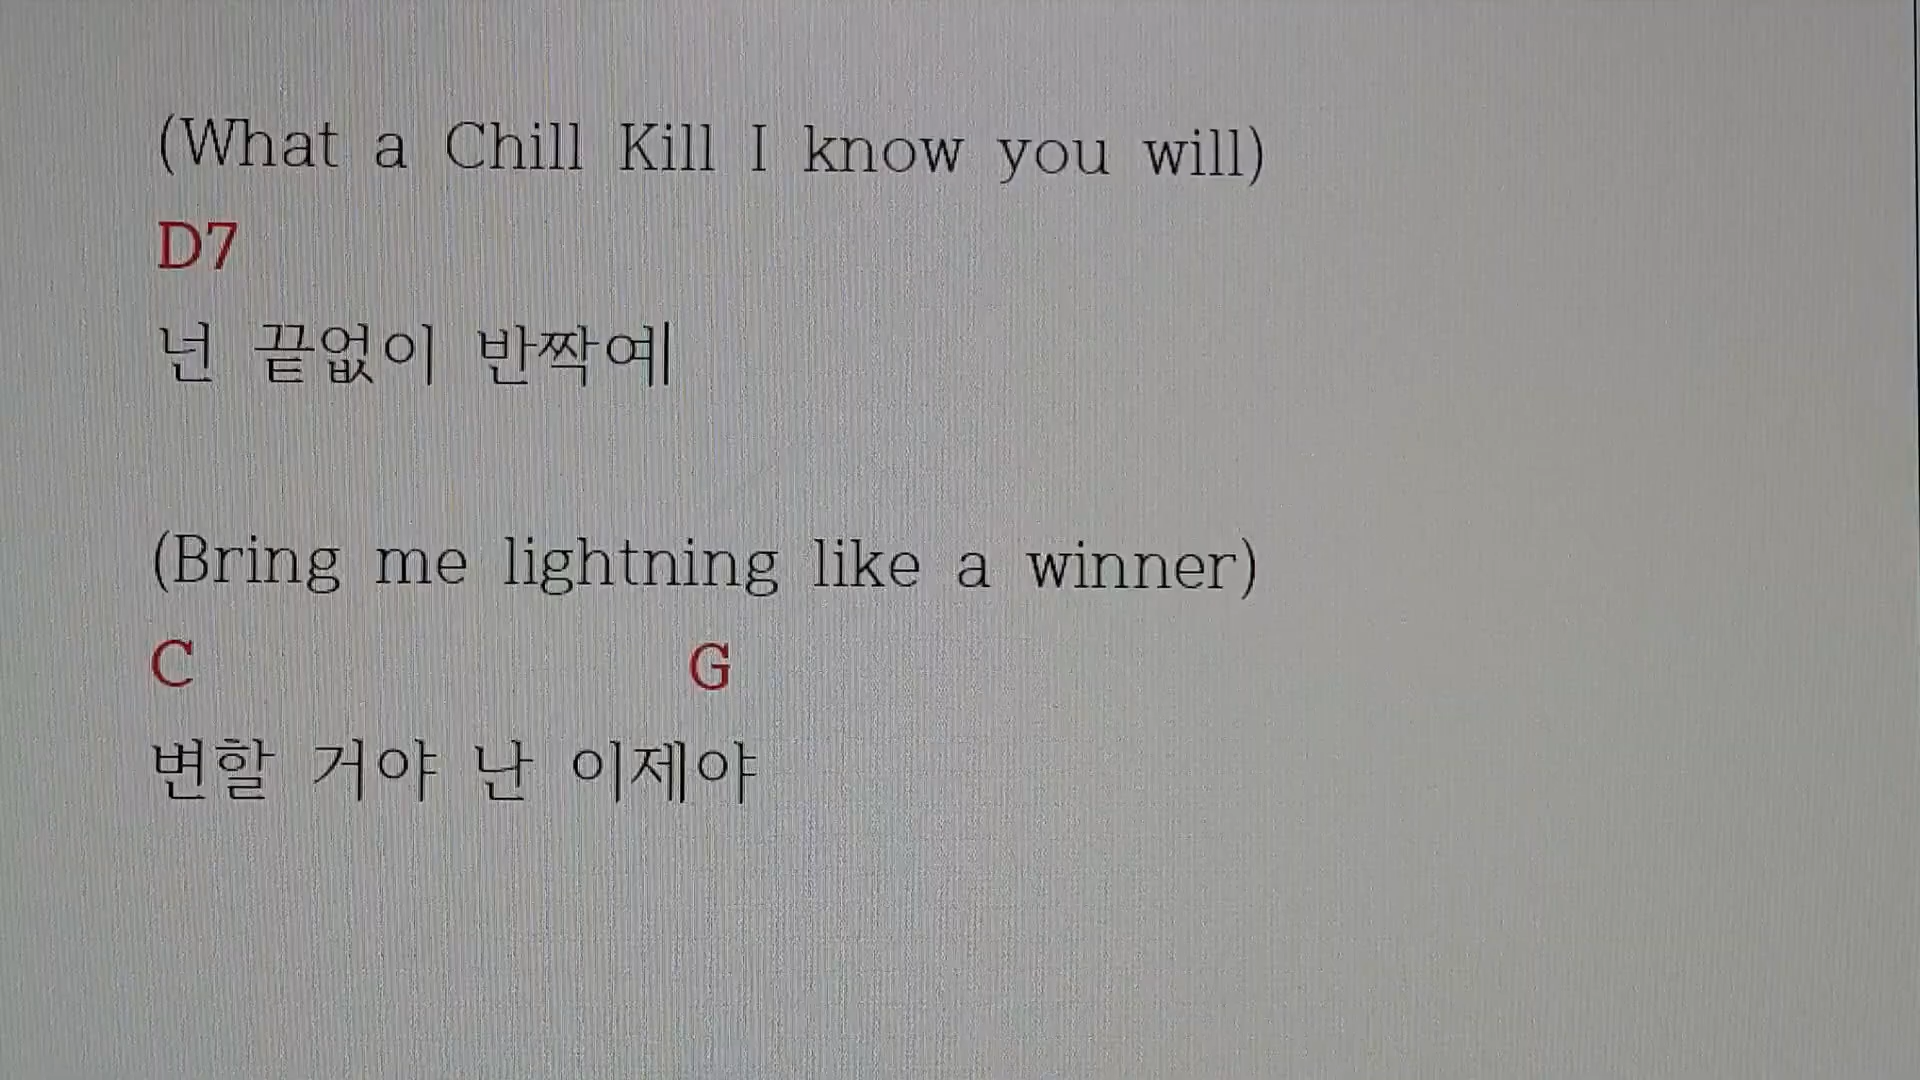 (What a Chill Kill I know you will)
D7
넌 끝없이 반짝예
(Bring me lightning like a winner)
C G
변할 거야 난 이제야